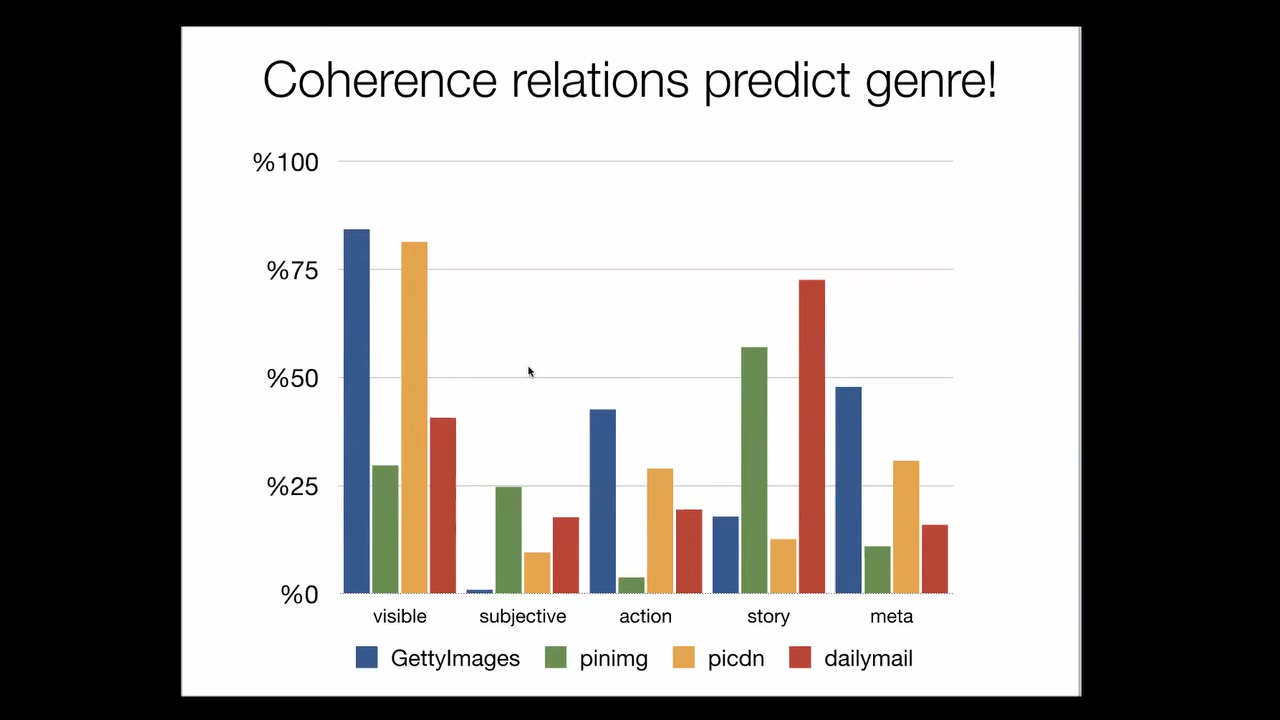 Coherence relations predict genre!
%100
%75
%50
%25
%0
visible subjective action story meta
GettyImages pinimg picdn dailymail